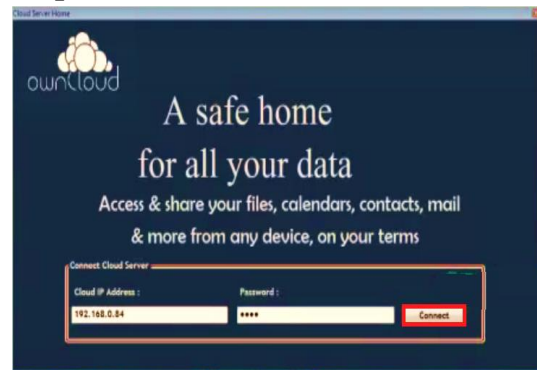 Cloud Server Home
ownCloud
A safe home
for all your data
Access & share your files, calendars, contacts, mail
& more from any device, on your terms
Connect Cloud Server
Cloud IP Address :
Password :
192.168.0.84
••••
Connect